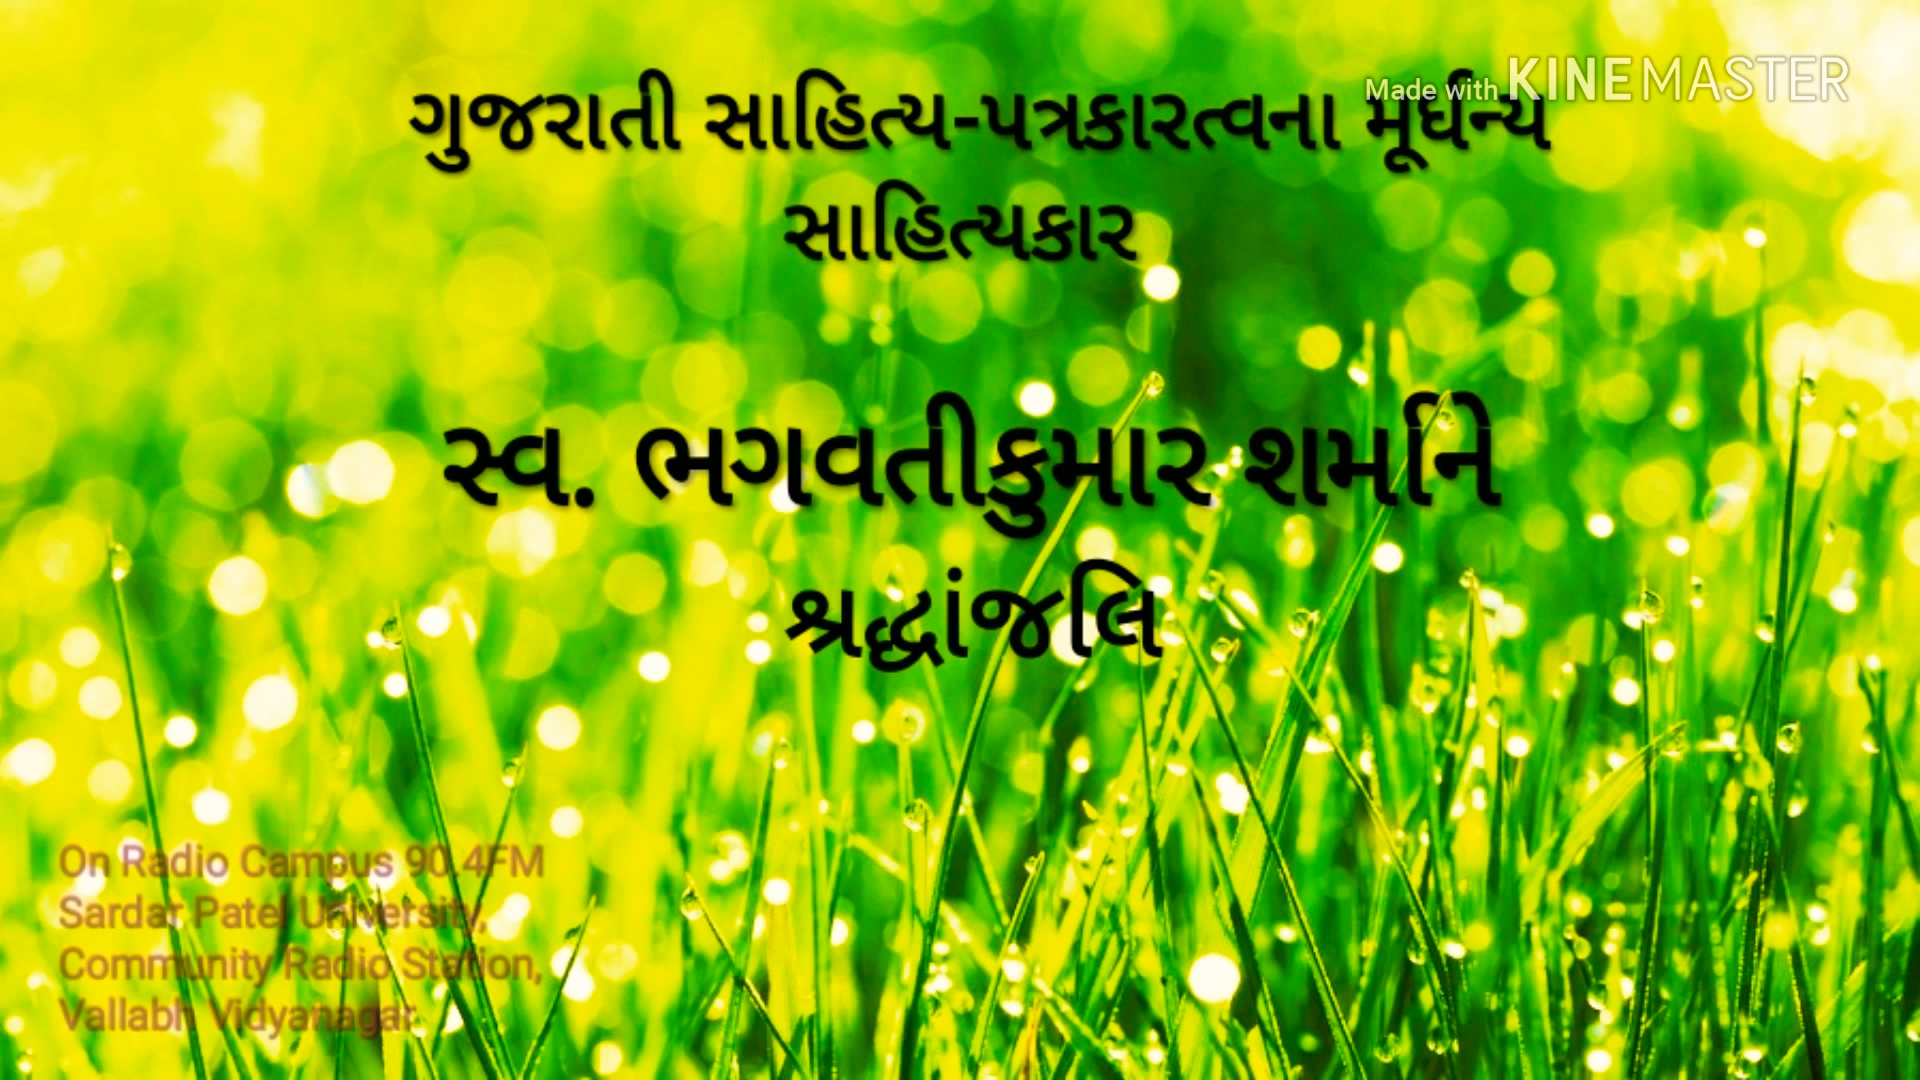 Made with KINEMASTER
ગુજરાતી સાહિત્ય-પત્રકારત્વના મૂર્ધન્ય
સાહિત્યકાર
સ્વ. ભગવતીકુમાર શર્માને
શ્રદ્ધાંજલિ
On Radio Campus 90.4FM
Sardar Patel University,
Community Radio Station,
Vallabh Vidyanagar